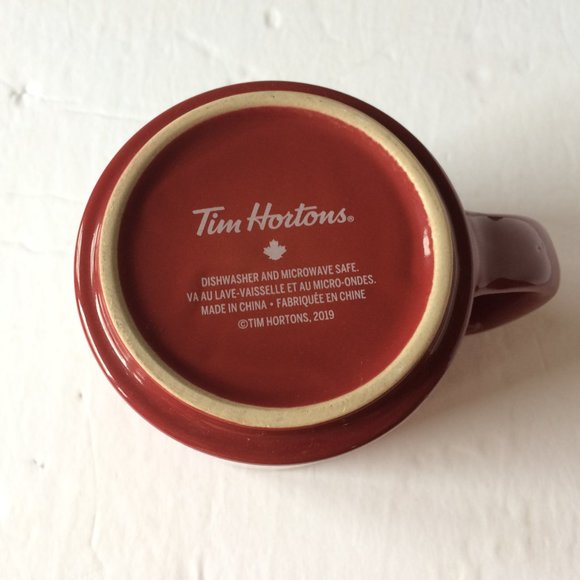 Tim Hortons®
DISHWASHER AND MICROWAVE SAFE.
VA AU LAVE-VAISSELLE ET AU MICRO-ONDES.
MADE IN CHINA • FABRIQUÉE EN CHINE
©TIM HORTONS, 2019